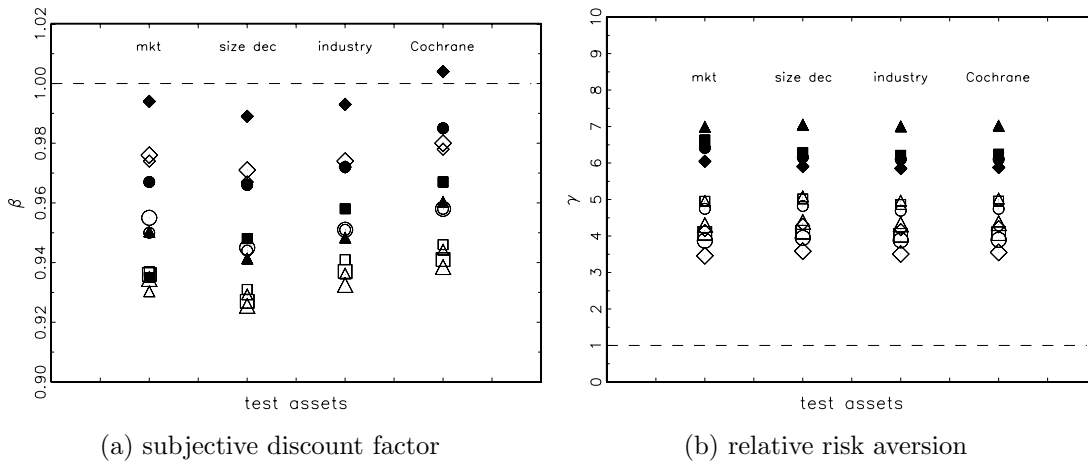 1.02
1.00
0.98
0.96
0.94
0.92
0.90
β
mkt
size dec
industry
Cochrane
test assets
(a) subjective discount factor
10
9
8
7
6
5
4
3
2
1
0
γ
mkt
size dec
industry
Cochrane
test assets
(b) relative risk aversion